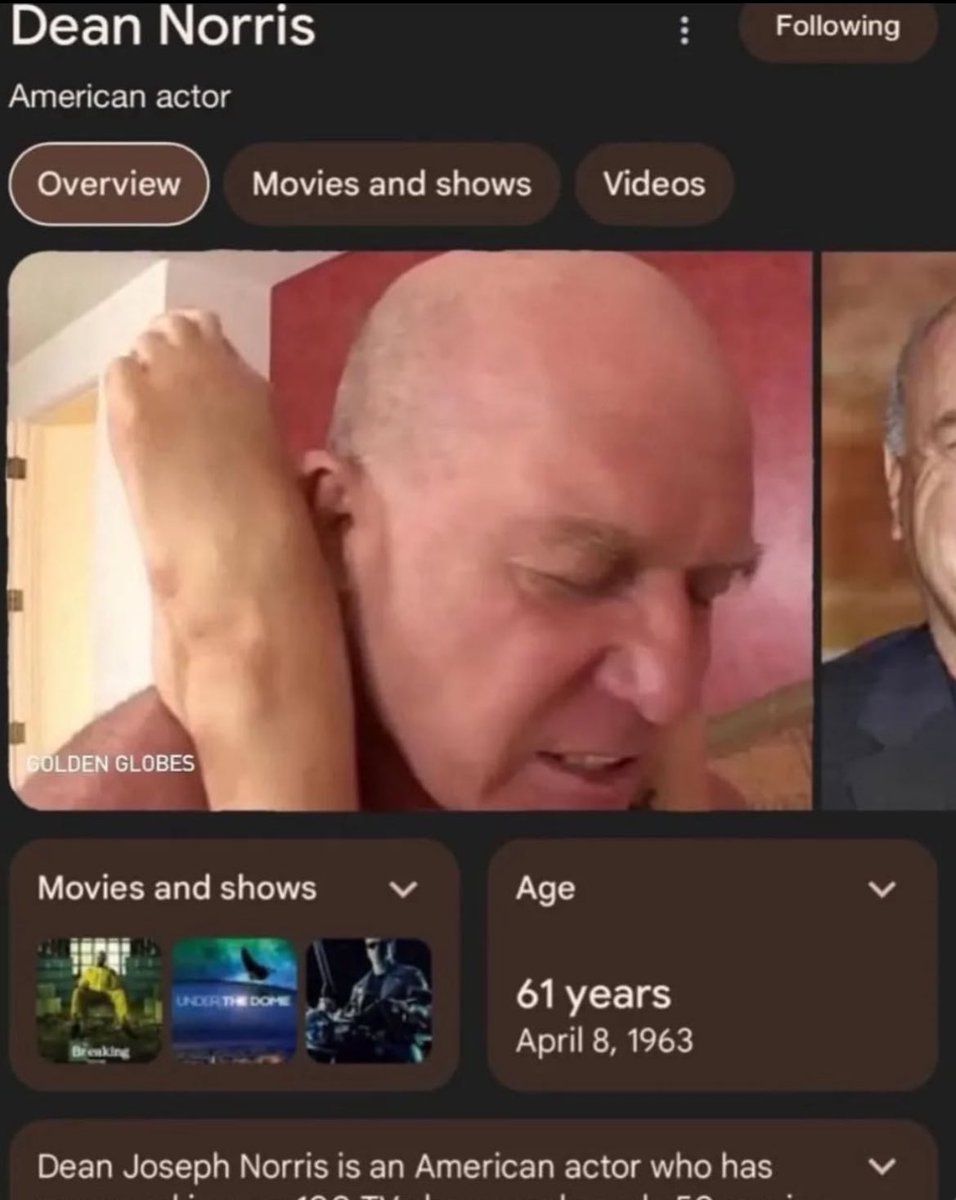 Dean Norris
Following
American actor
Overview
Movies and shows
Videos
GOLDEN GLOBES
Movies and shows
Age
Breaking
UNDER THE DOME
61 years
April 8, 1963
Dean Joseph Norris is an American actor who has